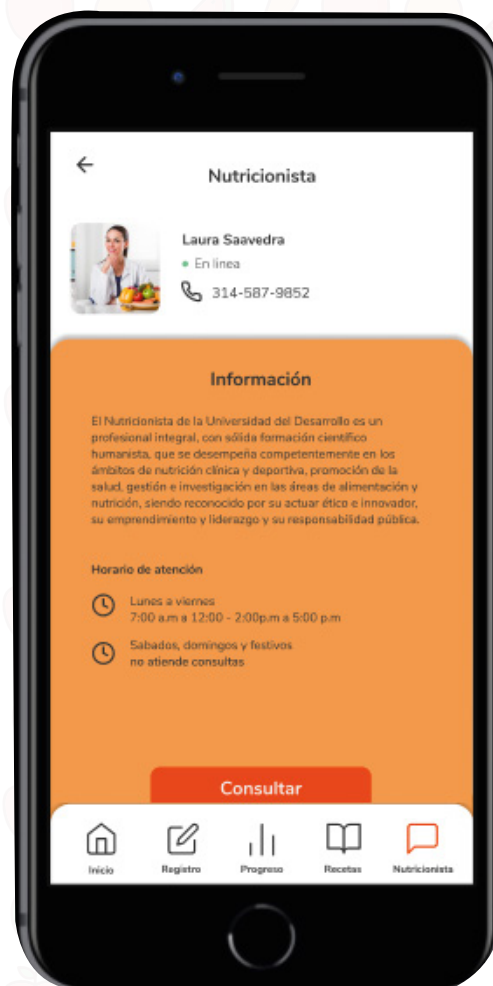 Nutricionista
Laura Saavedra
En linea
314-587-9852
Información
El Nutricionista de la Universidad del Desarrollo es un
profesional integral, con sólida formación científico
humanista, que se desempeña competentemente en los
ámbitos de nutrición clínica y deportiva, promoción de la
salud, gestión e investigación en las áreas de alimentación y
nutrición, siendo reconocido por su actuar ético e innovador,
su emprendimiento y liderazgo y su responsabilidad pública.
Horario de atención
Lunes a viernes
7:00 a.m a 12:00 - 2:00p.m a 5:00 p.m
Sabados, domingos y festivos
no atiende consultas
Consultar
Inicio Registro Progreso Recetas Nutricionista